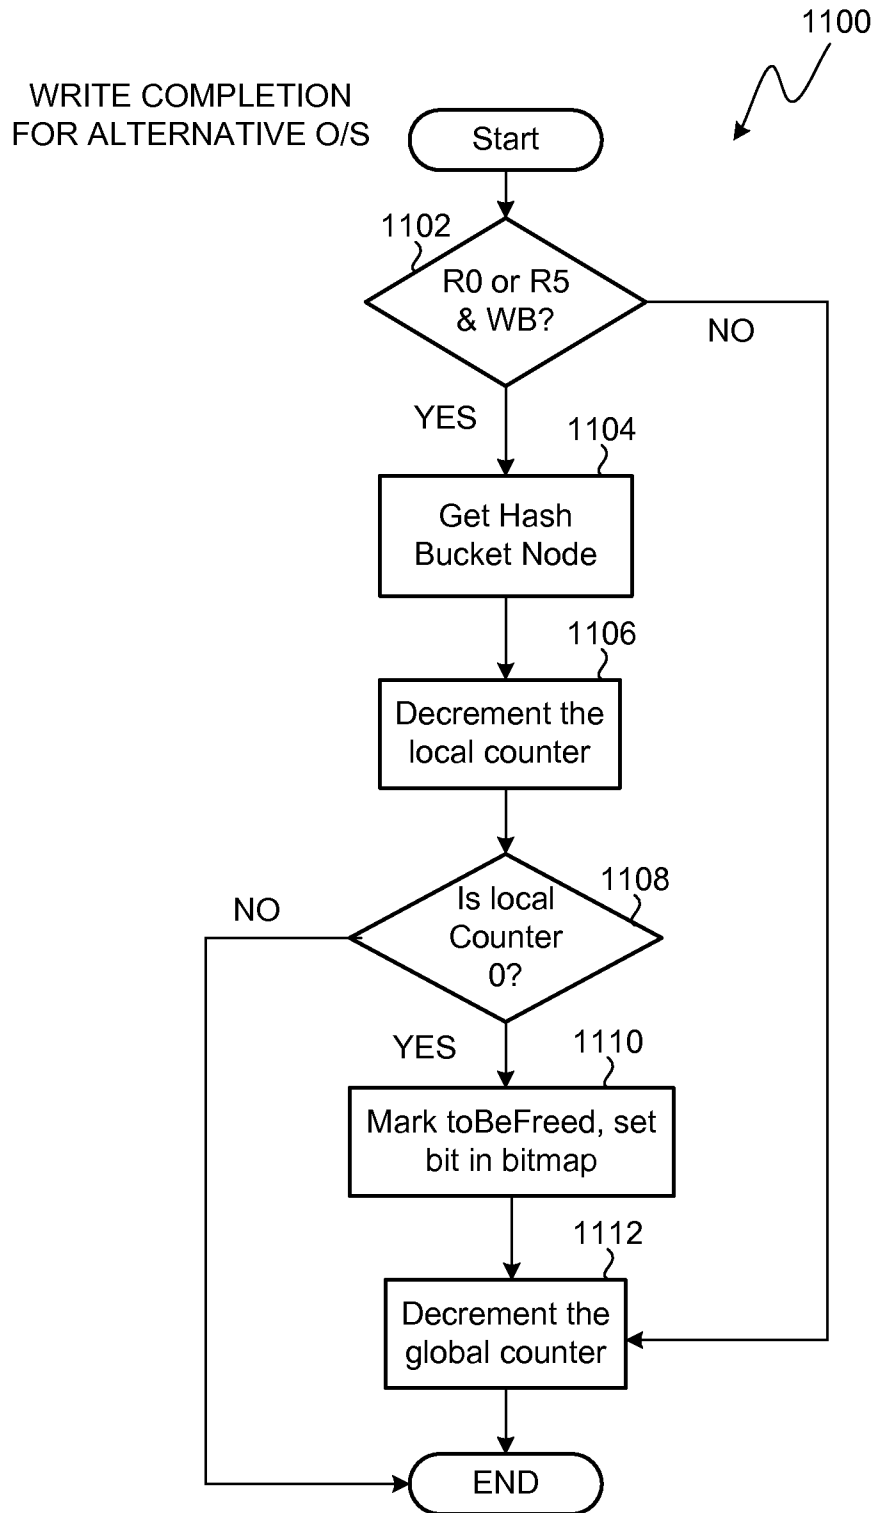 1100
WRITE COMPLETION
FOR ALTERNATIVE O/S
Start
1102
R0 or R5
& WB?
NO
YES
1104
Get Hash
Bucket Node
1106
Decrement the
local counter
1108
Is local
Counter
0?
NO
YES
1110
Mark toBeFreed, set
bit in bitmap
1112
Decrement the
global counter
END